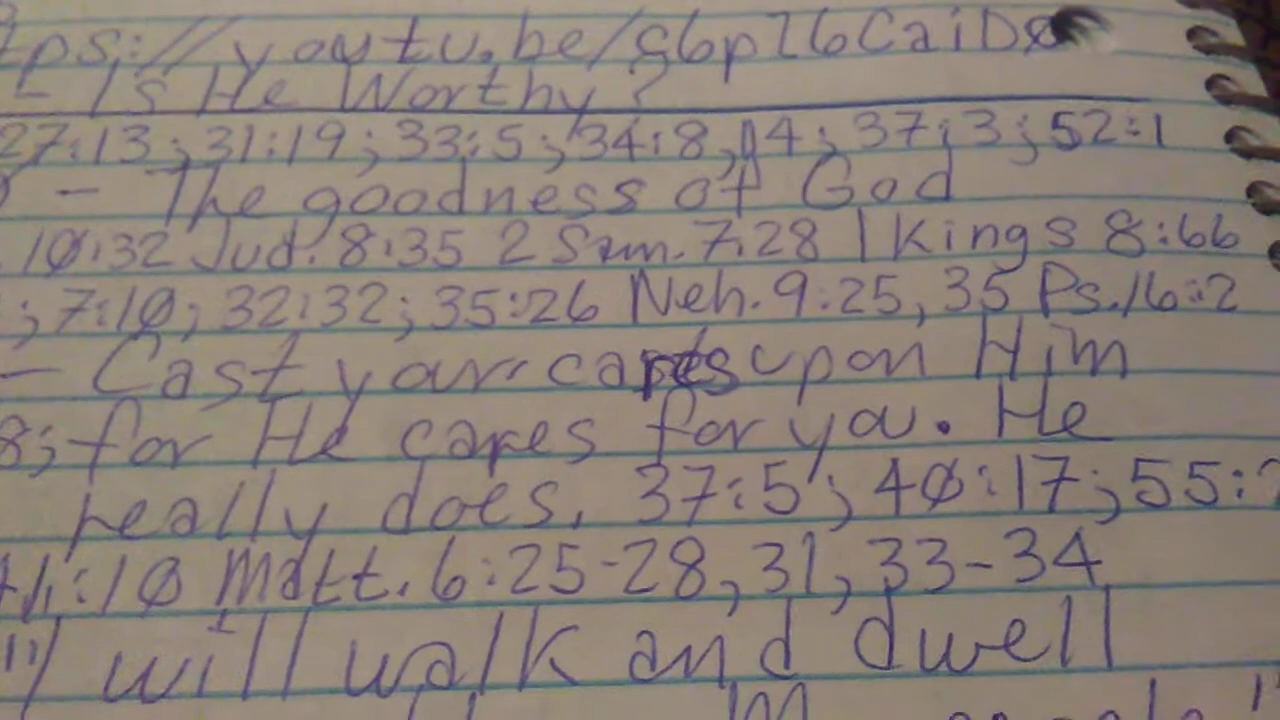 tps://youtu.be/g6pI6CaiDø
- Is He Worthy?
27:13; 31:19; 33:5; 34:8, 14; 37:3; 52:1
- The goodness of God
10:32 Jud. 8:35 2 Sam. 7:28 1 Kings 8:66
; 7:10; 32:32; 35:26 Neh. 9:25, 35 Ps. 16:2
- Cast your cares upon Him
8; for He cares for you. He
really does. 37:5; 40:17; 55:
41:10 Matt. 6:25-28, 31, 33-34
I will walk and dwell